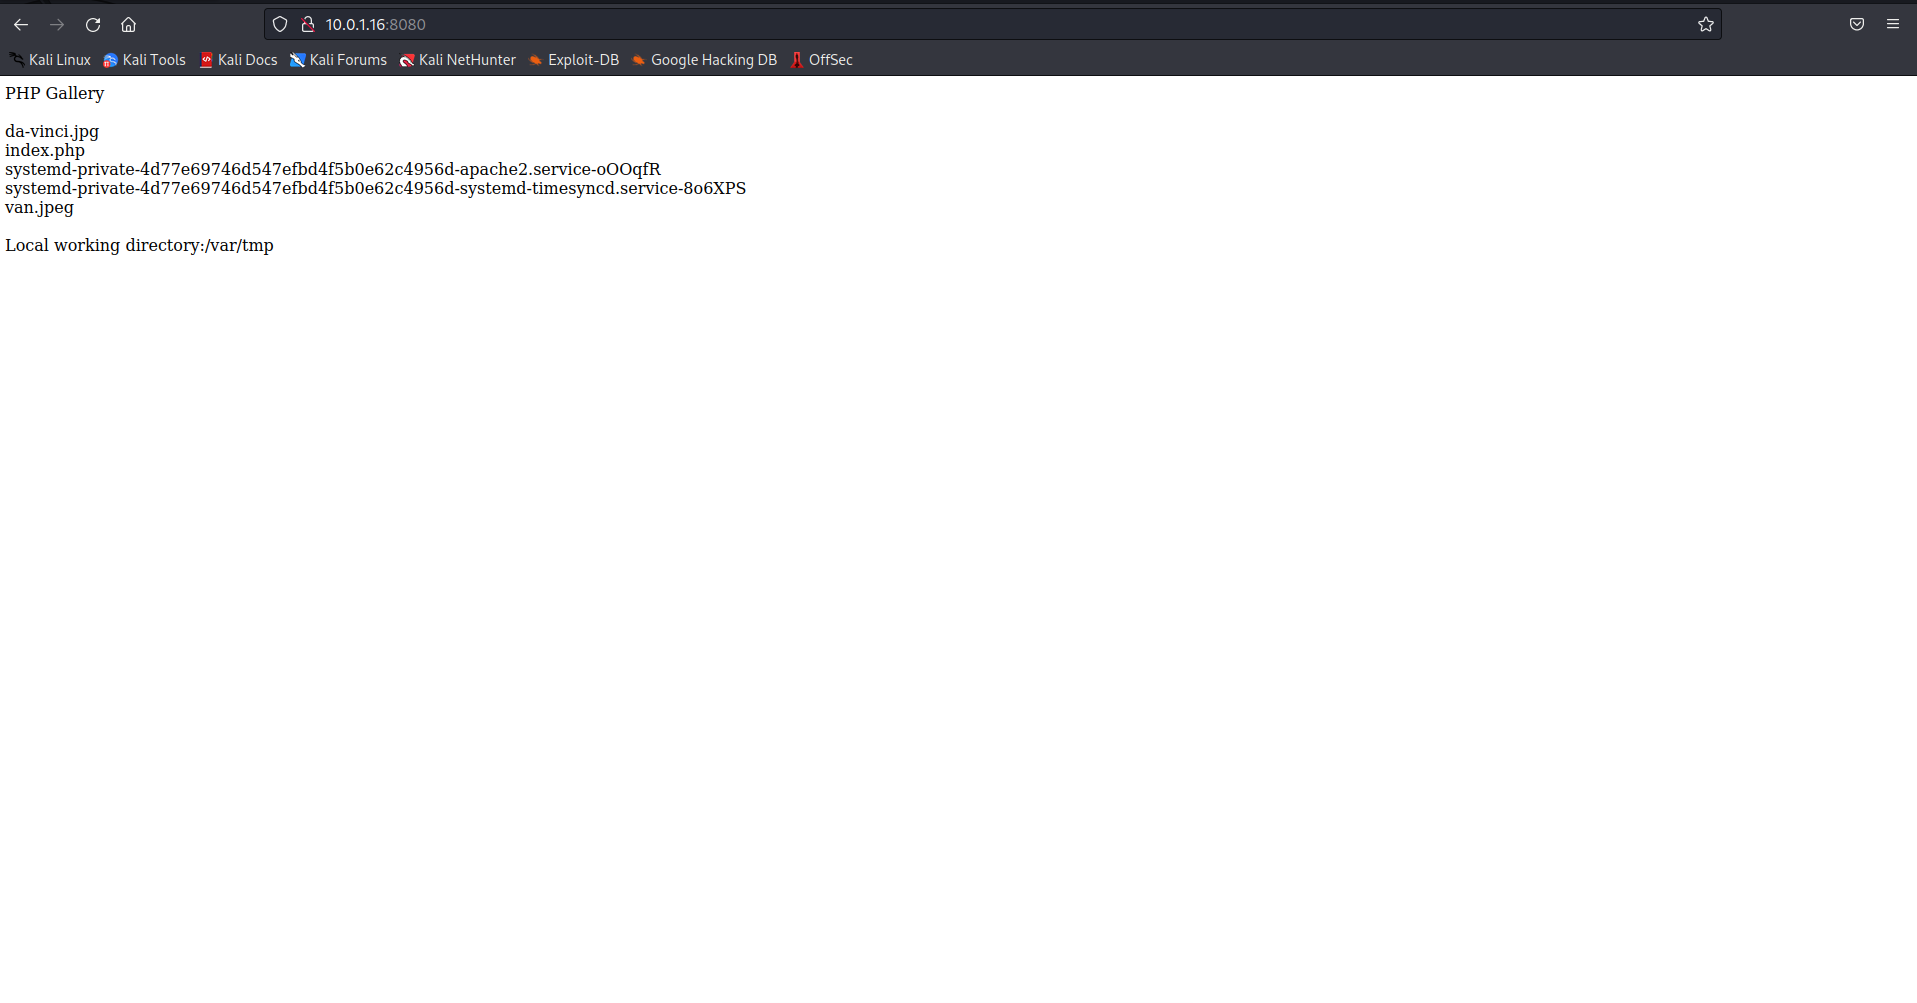 10.0.1.16:8080
Kali Linux Kali Tools Kali Docs Kali Forums Kali NetHunter Exploit-DB Google Hacking DB OffSec
PHP Gallery
da-vinci.jpg
index.php
systemd-private-4d77e69746d547efbd4f5b0e62c4956d-apache2.service-oOOqfR
systemd-private-4d77e69746d547efbd4f5b0e62c4956d-systemd-timesyncd.service-8o6XPS
van.jpeg
Local working directory:/var/tmp